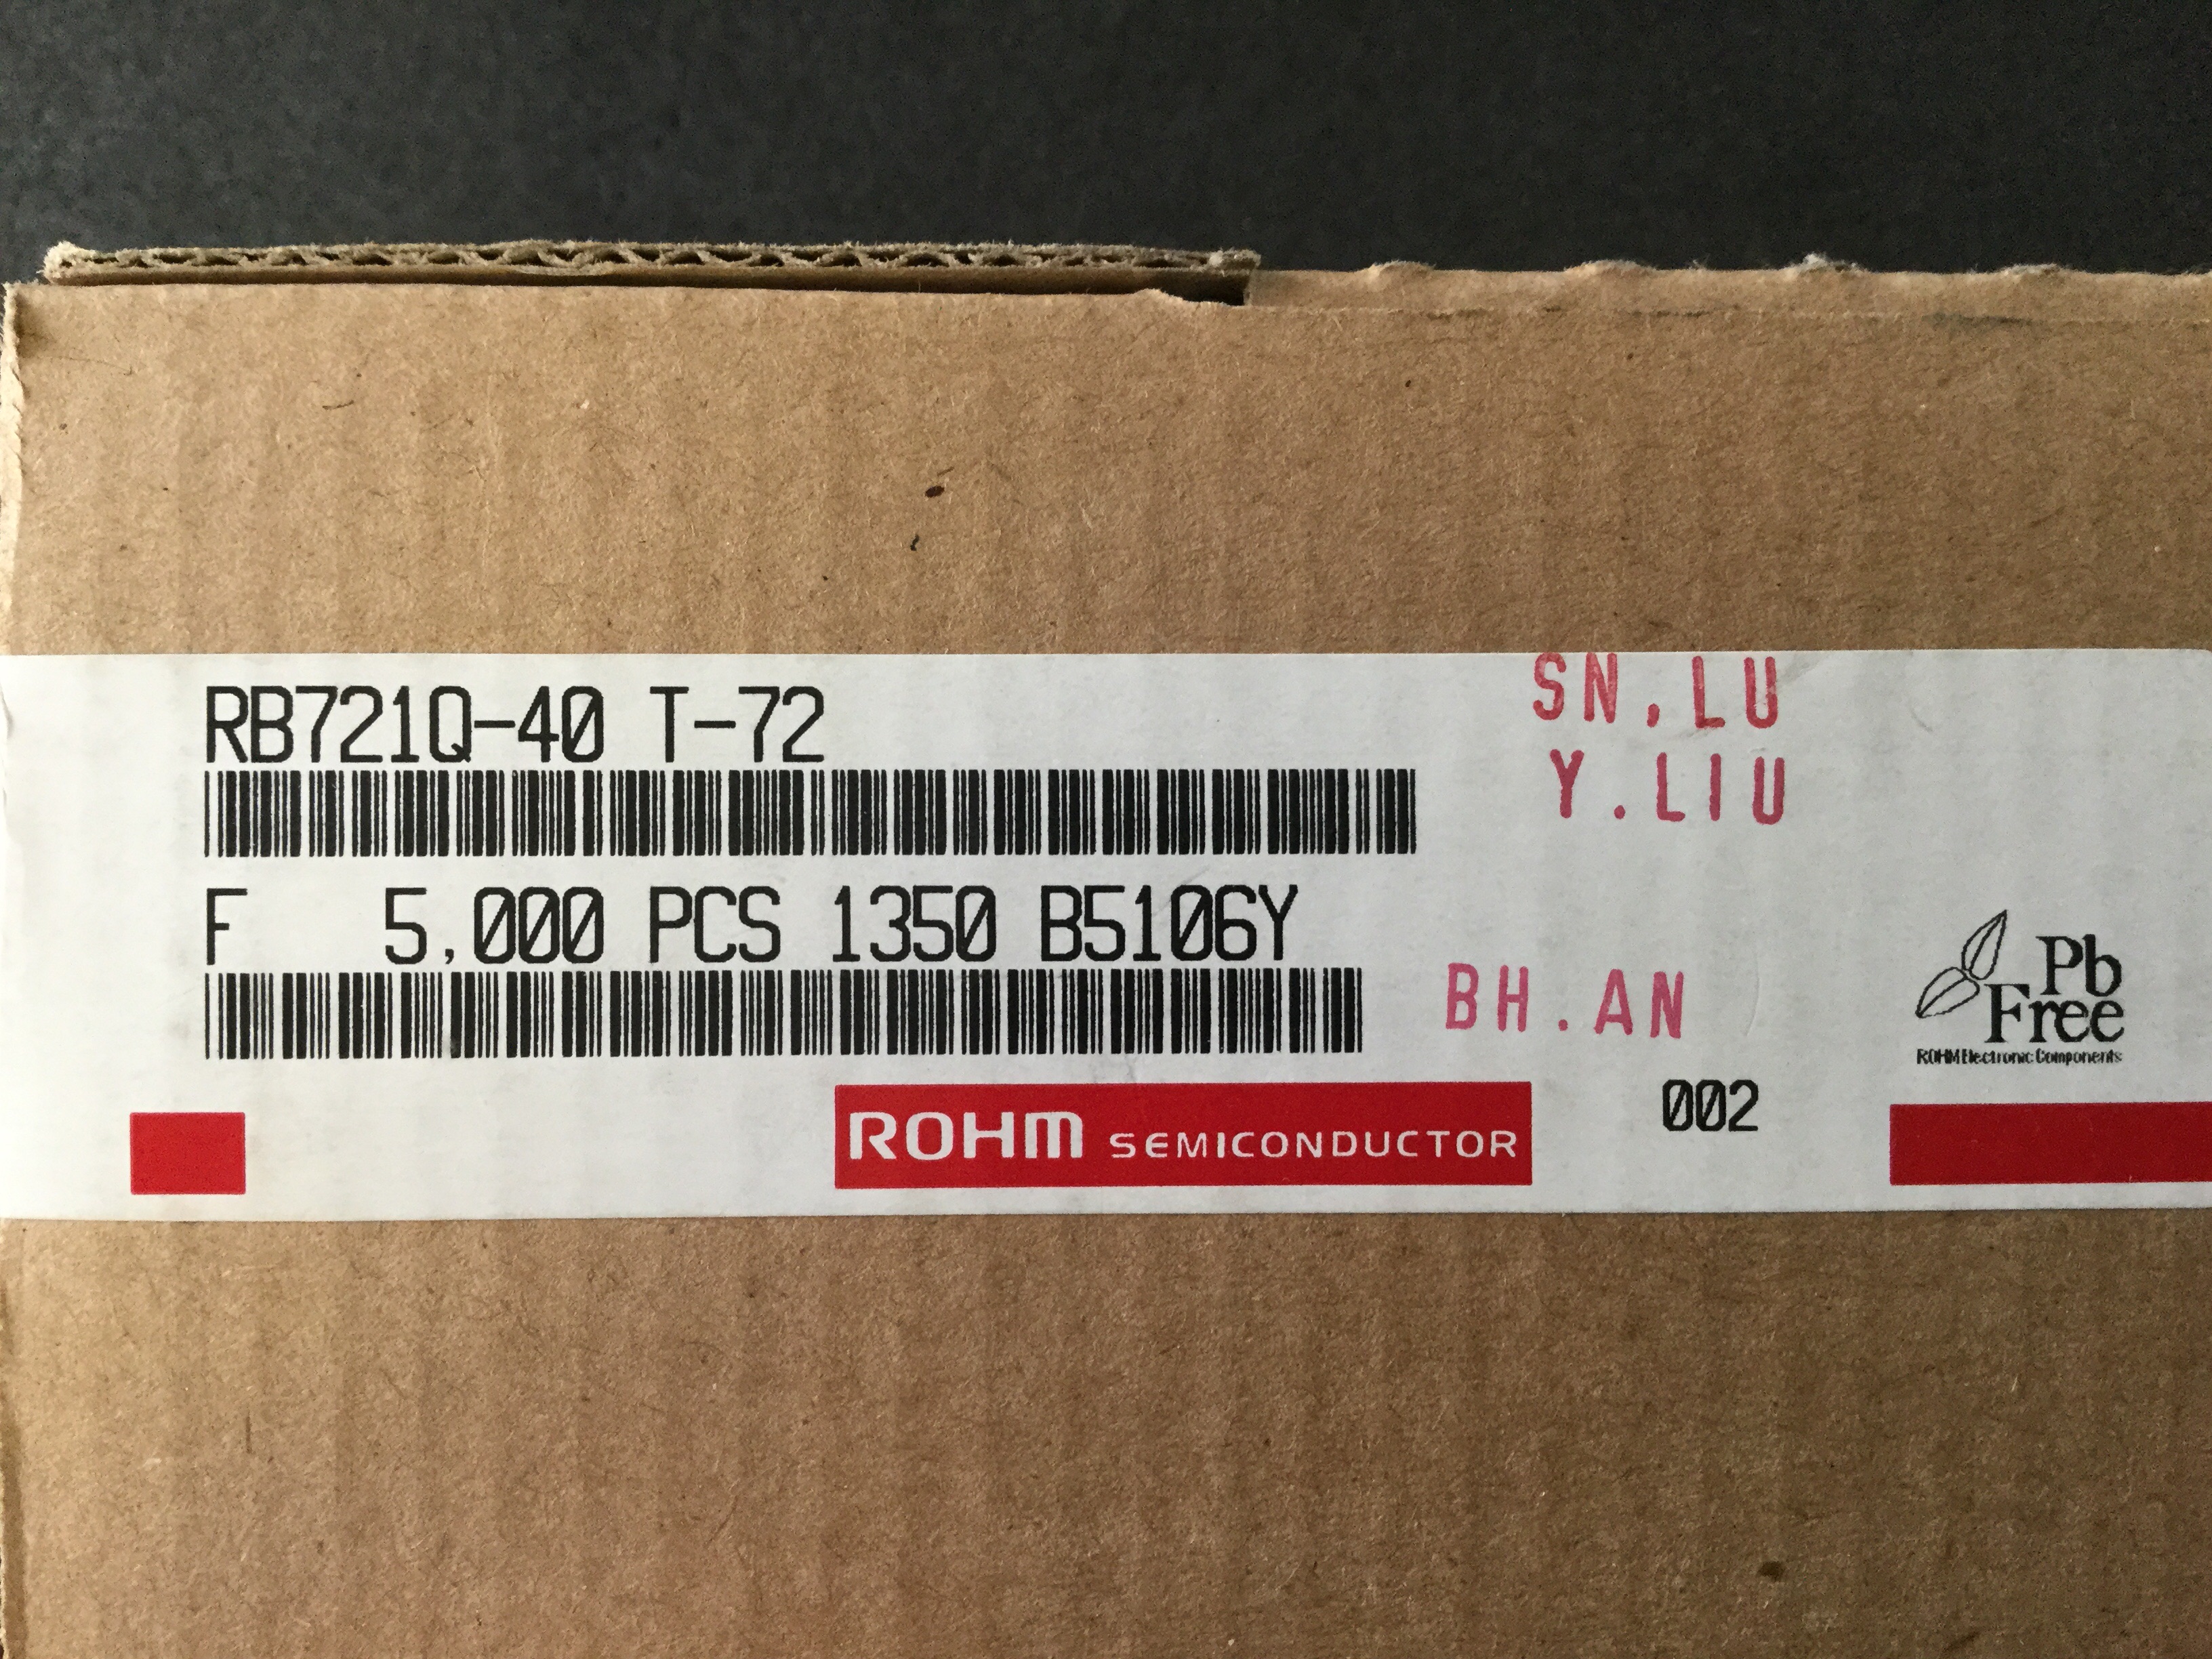 RB721Q-40 T-72
SN.LU
Y.LIU
F 5,000 PCS 1350 B5106Y
BH.AN
Pb
Free
ROHM Electronic Components
002
ROHM SEMICONDUCTOR